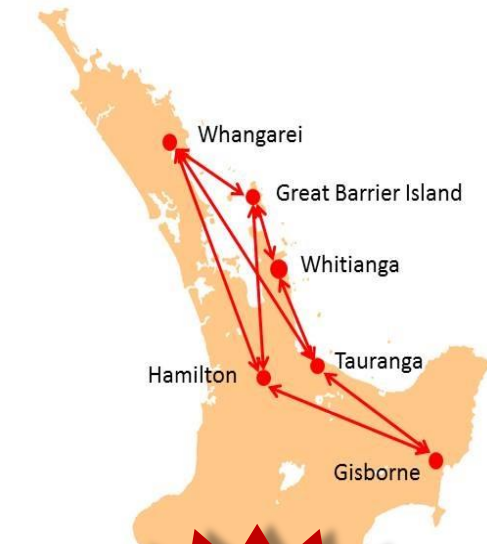 Whangarei
Great Barrier Island
Whitianga
Tauranga
Hamilton
Gisborne